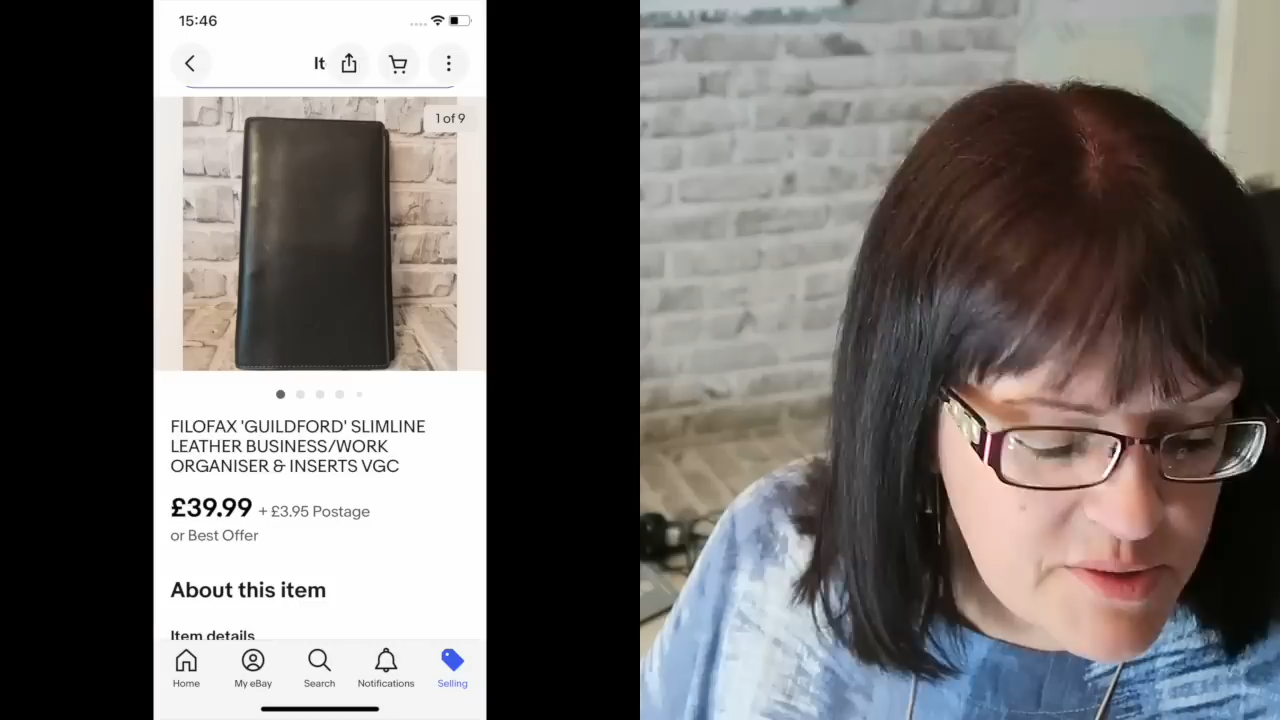 15:46
It
1 of 9
FILOFAX 'GUILDFORD' SLIMLINE
LEATHER BUSINESS/WORK
ORGANISER & INSERTS VGC
£39.99 + £3.95 Postage
or Best Offer
About this item
Item details
Home My eBay Search Notifications Selling